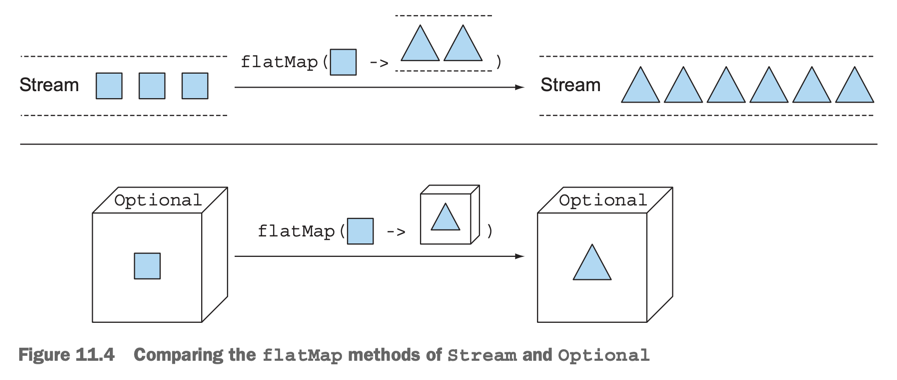 flatMap( -> )
Stream
Stream
Optional
Optional
flatMap( -> )
Figure 11.4 Comparing the flatMap methods of Stream and Optional